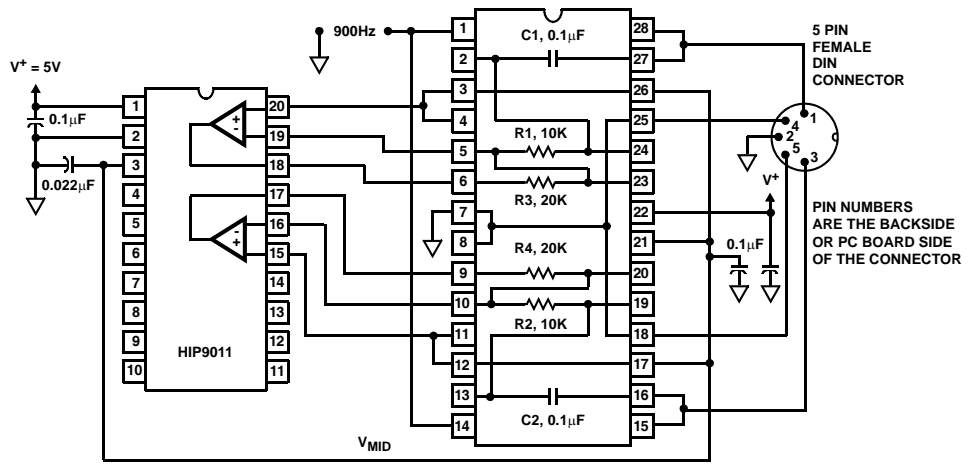 900Hz
V+ = 5V
0.1μF
0.022μF
1
2
3
4
5
6
7
8
9
10
20
19
18
17
16
15
14
13
12
11
+
-
-
+
HIP9011
VMID
1
2
3
4
5
6
7
8
9
10
11
12
13
14
C1, 0.1μF
R1, 10K
R3, 20K
R4, 20K
R2, 10K
C2, 0.1μF
28
27
26
25
24
23
22
21
20
19
18
17
16
15
5 PIN
FEMALE
DIN
CONNECTOR
4
1
2
5
3
V+
0.1μF
PIN NUMBERS
ARE THE BACKSIDE
OR PC BOARD SIDE
OF THE CONNECTOR